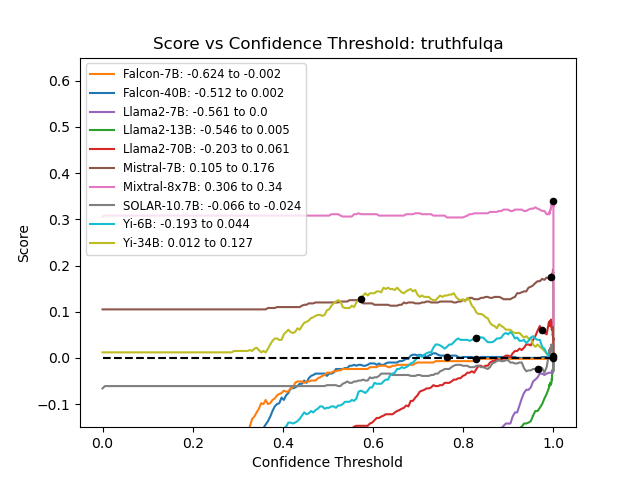 Score vs Confidence Threshold: truthfulqa
Falcon-7B: -0.624 to -0.002
Falcon-40B: -0.512 to 0.002
Llama2-7B: -0.561 to 0.0
Llama2-13B: -0.546 to 0.005
Llama2-70B: -0.203 to 0.061
Mistral-7B: 0.105 to 0.176
Mixtral-8x7B: 0.306 to 0.34
SOLAR-10.7B: -0.066 to -0.024
Yi-6B: -0.193 to 0.044
Yi-34B: 0.012 to 0.127
Score
0.6
0.5
0.4
0.3
0.2
0.1
0.0
−0.1
0.0 0.2 0.4 0.6 0.8 1.0
Confidence Threshold